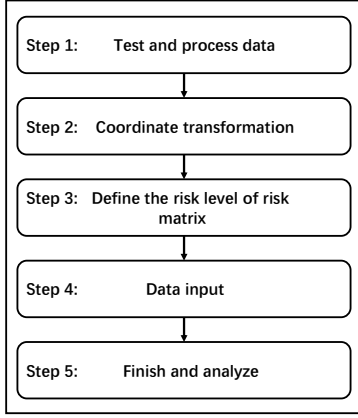 Step 1: Test and process data
Step 2: Coordinate transformation
Step 3: Define the risk level of risk
matrix
Step 4: Data input
Step 5: Finish and analyze